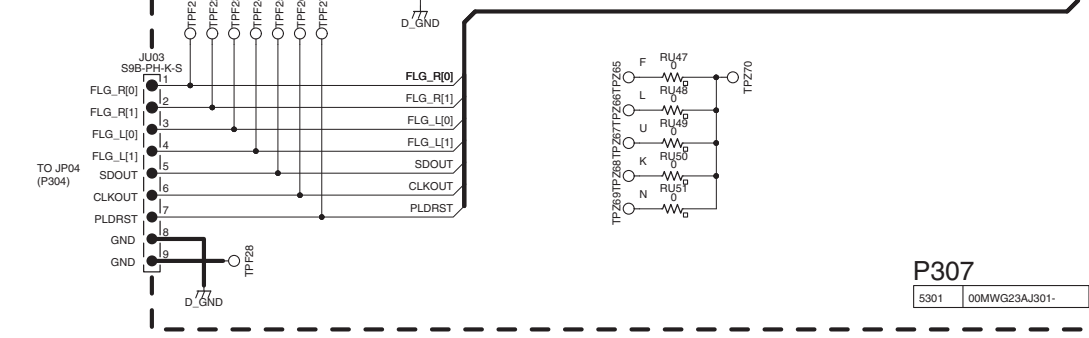 D_GND
JU03
S9B-PH-K-S
FLG_R[0] 1 FLG_R[0]
FLG_R[1] 2 FLG_R[1]
FLG_L[0] 3 FLG_L[0]
FLG_L[1] 4 FLG_L[1]
SDOUT 5 SDOUT
CLKOUT 6 CLKOUT
PLDRST 7 PLDRST
GND 8
GND 9
TPF28
D_GND
TO JP04
(P304)
TPZ65 F RU47 0 TPZ70
TPZ66 L RU48 0
TPZ67 U RU49 0
TPZ68 K RU50 0
TPZ69 N RU51 0
P307
5301 00MWG23AJ301-